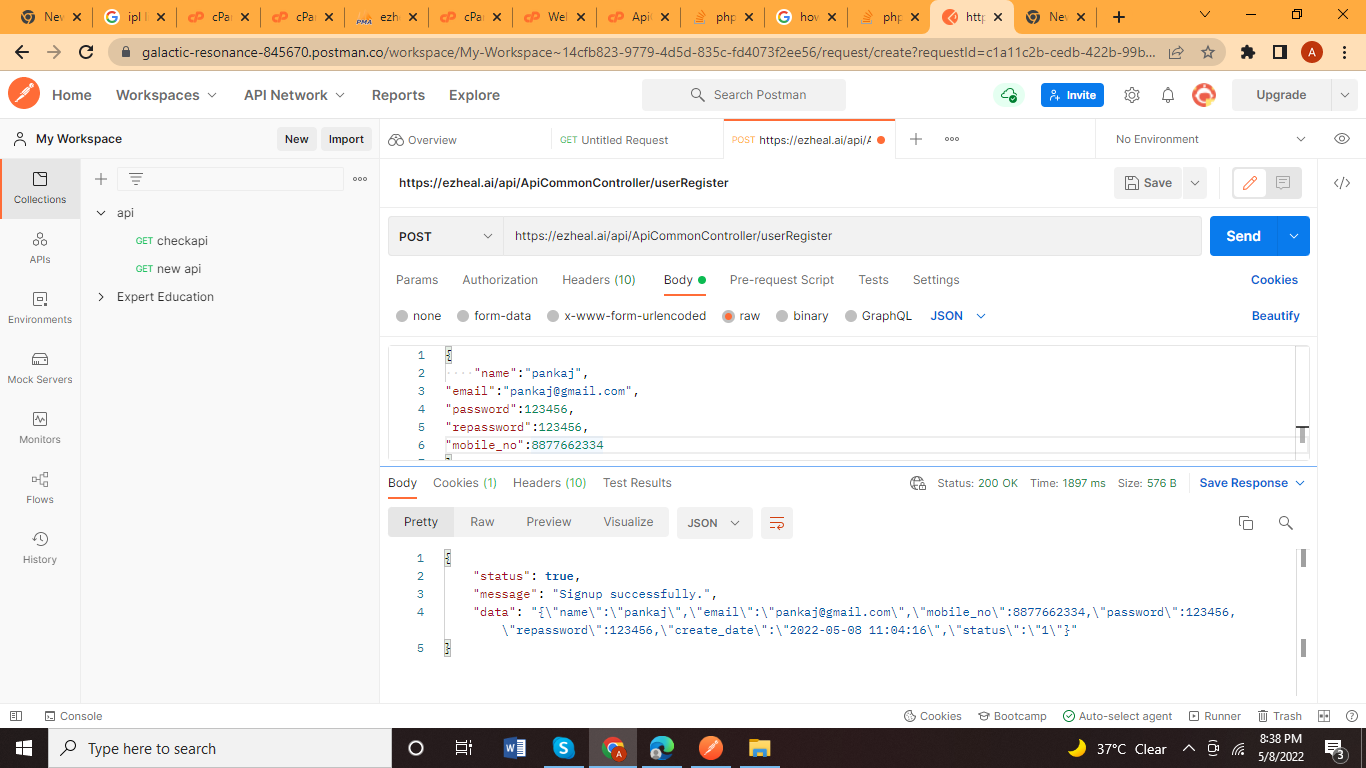 New
ipl l
cPan
cPan
ezhe
cPan
Web
ApiC
php
how
php
http
New
galactic-resonance-845670.postman.co/workspace/My-Workspace~14cfb823-9779-4d5d-835c-fd4073f2ee56/request/create?requestId=c1a11c2b-cedb-422b-99b...
A
Home Workspaces API Network Reports Explore Search Postman Invite Upgrade
My Workspace New Import Overview GET Untitled Request POST https://ezheal.ai/api/A No Environment
Collections
APIs
Environments
Mock Servers
Monitors
Flows
History
api
GET checkapi
GET new api
Expert Education
https://ezheal.ai/api/ApiCommonController/userRegister Save
POST https://ezheal.ai/api/ApiCommonController/userRegister Send
Params Authorization Headers (10) Body Pre-request Script Tests Settings Cookies
none form-data x-www-form-urlencoded raw binary GraphQL JSON Beautify
1 {
2 ····"name":"pankaj",
3 "email":"pankaj@gmail.com",
4 "password":123456,
5 "repassword":123456,
6 "mobile_no":8877662334
Body Cookies (1) Headers (10) Test Results Status: 200 OK Time: 1897 ms Size: 576 B Save Response
Pretty Raw Preview Visualize JSON
1 {
2 "status": true,
3 "message": "Signup successfully.",
4 "data": "{\"name\":\"pankaj\",\"email\":\"pankaj@gmail.com\",\"mobile_no\":8877662334,\"password\":123456,
\"repassword\":123456,\"create_date\":\"2022-05-08 11:04:16\",\"status\":\"1\"}"
5 }
Console Cookies Bootcamp Auto-select agent Runner Trash
Type here to search 37°C Clear 8:38 PM
5/8/2022
3